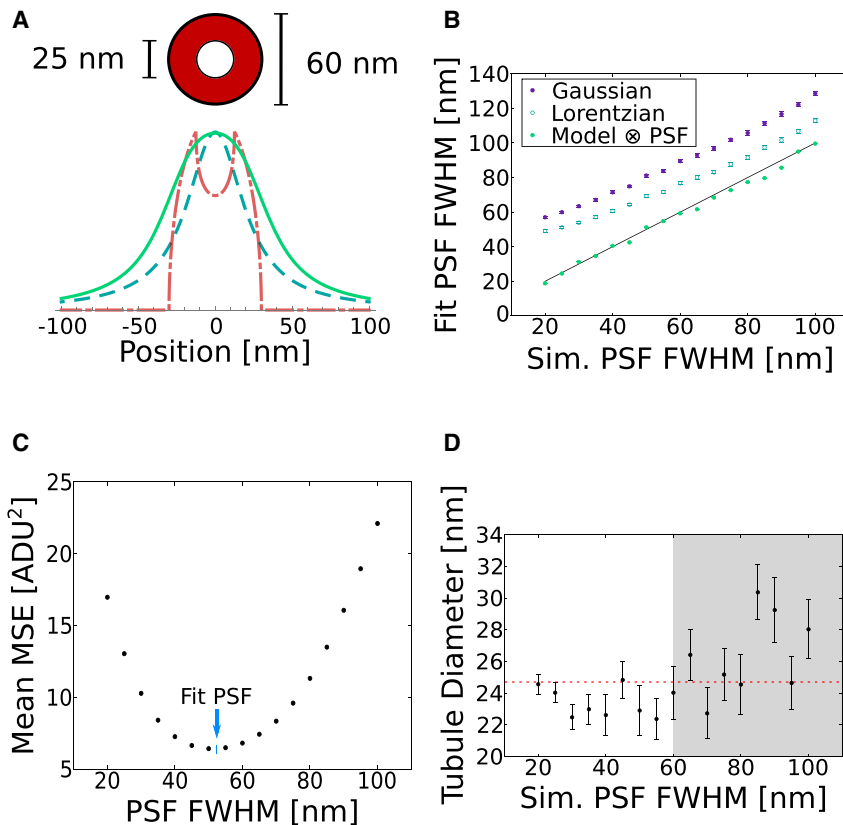 A
25 nm
60 nm
-100
-50
0
50
100
Position [nm]
B
140
120
100
80
60
40
20
0
Gaussian
Lorentzian
Model ⊗ PSF
20
40
60
80
100
Fit PSF FWHM [nm]
Sim. PSF FWHM [nm]
C
25
20
15
10
5
Fit PSF
20
40
60
80
100
Mean MSE [ADU²]
PSF FWHM [nm]
D
34
32
30
28
26
24
22
20
20
40
60
80
100
Tubule Diameter [nm]
Sim. PSF FWHM [nm]